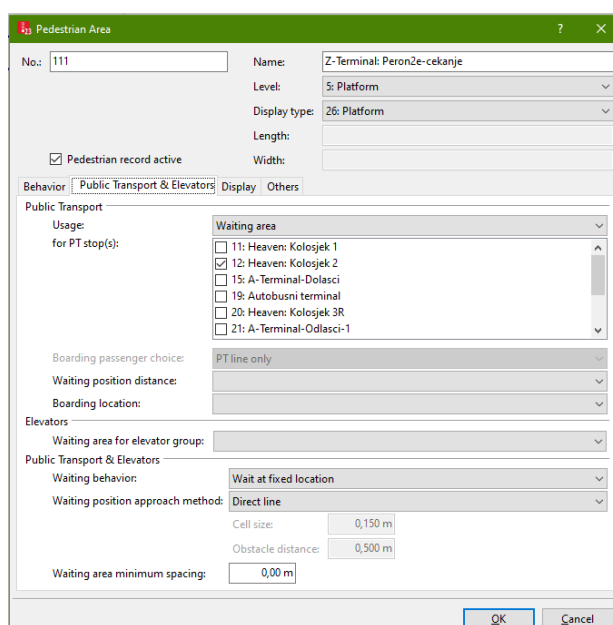 Pedestrian Area
No.: 111 Name: Z-Terminal: Peron2e-cekanje
Level: 5: Platform
Display type: 26: Platform
Length:
Pedestrian record active Width:
Behavior Public Transport & Elevators Display Others
Public Transport
Usage: Waiting area
for PT stop(s): 11: Heaven: Kolosjek 1
12: Heaven: Kolosjek 2
15: A-Terminal-Dolasci
19: Autobusni terminal
20: Heaven: Kolosjek 3R
21: A-Terminal-Odlasci-1
Boarding passenger choice: PT line only
Waiting position distance:
Boarding location:
Elevators
Waiting area for elevator group:
Public Transport & Elevators
Waiting behavior: Wait at fixed location
Waiting position approach method: Direct line
Cell size: 0,150 m
Obstacle distance: 0,500 m
Waiting area minimum spacing: 0,00 m
OK Cancel